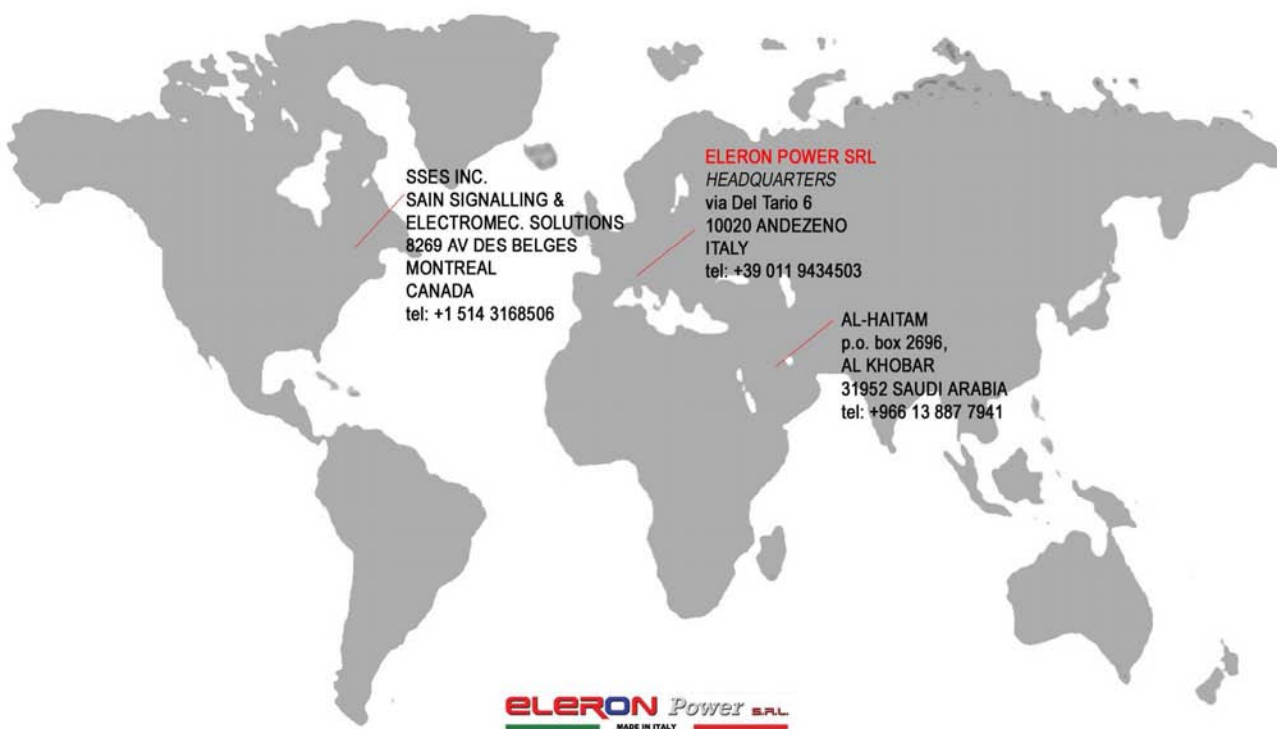 SSES INC.
SAIN SIGNALLING &
ELECTROMEC. SOLUTIONS
8269 AV DES BELGES
MONTREAL
CANADA
tel: +1 514 3168506
ELERON POWER SRL
HEADQUARTERS
via Del Tario 6
10020 ANDEZENO
ITALY
tel: +39 011 9434503
AL-HAITAM
p.o. box 2696,
AL KHOBAR
31952 SAUDI ARABIA
tel: +966 13 887 7941
eLeRON Power S.R.L.
MADE IN ITALY